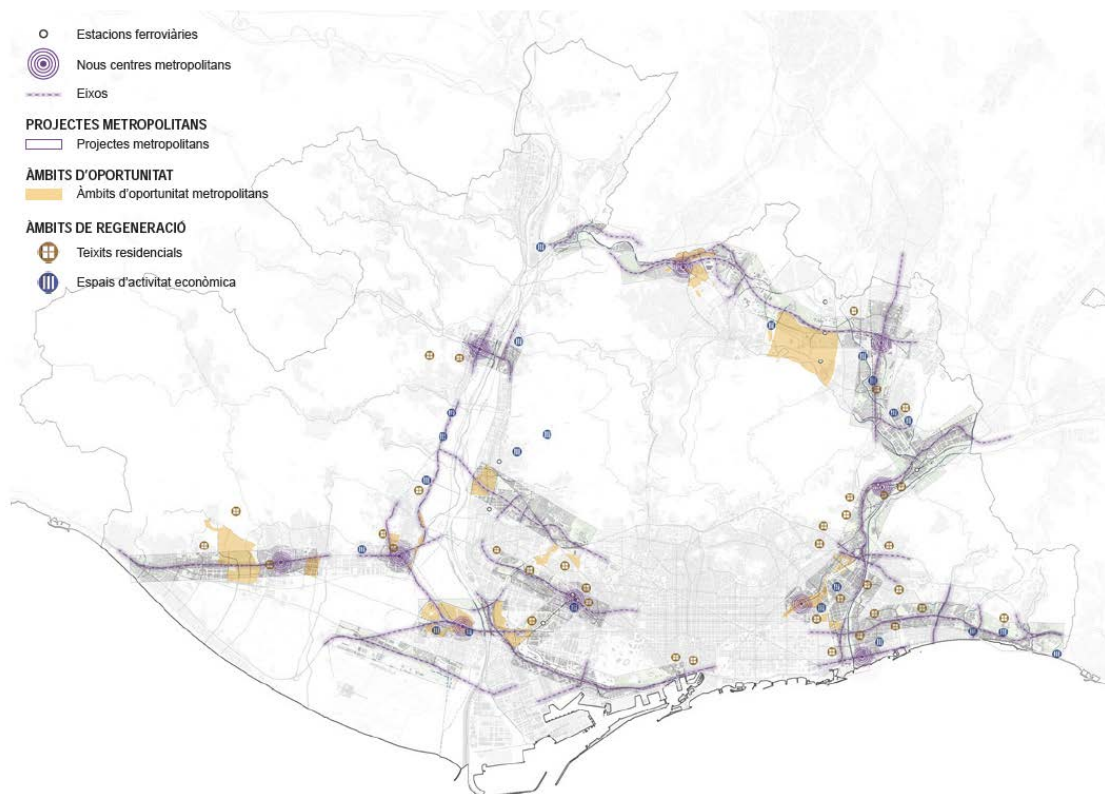 Estacions ferroviàries
Nous centres metropolitans
Eixos
PROJECTES METROPOLITANS
Projectes metropolitans
ÀMBITS D'OPORTUNITAT
Àmbits d'oportunitat metropolitans
ÀMBITS DE REGENERACIÓ
Teixits residencials
Espais d'activitat econòmica